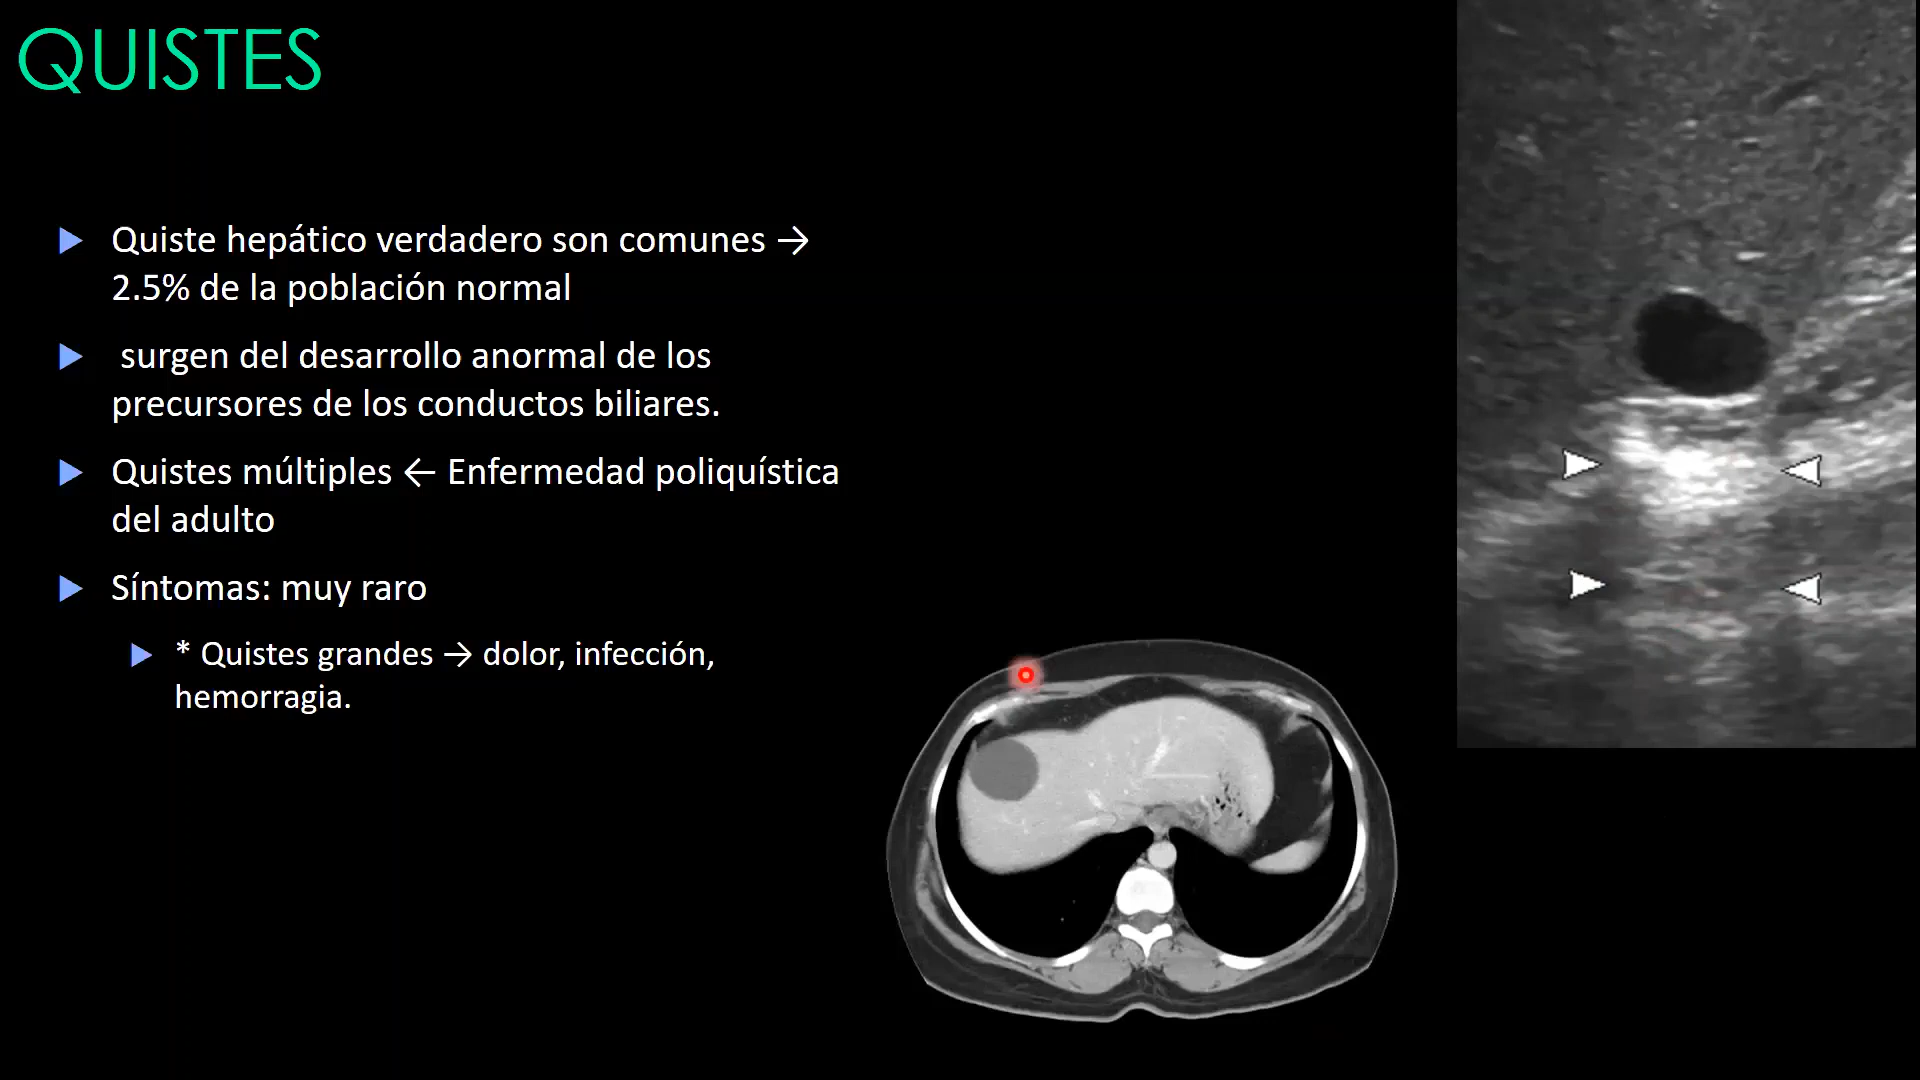 QUISTES
Quiste hepático verdadero son comunes →
2.5% de la población normal
surgen del desarrollo anormal de los
precursores de los conductos biliares.
Quistes múltiples ← Enfermedad poliquística
del adulto
Síntomas: muy raro
* Quistes grandes → dolor, infección,
hemorragia.